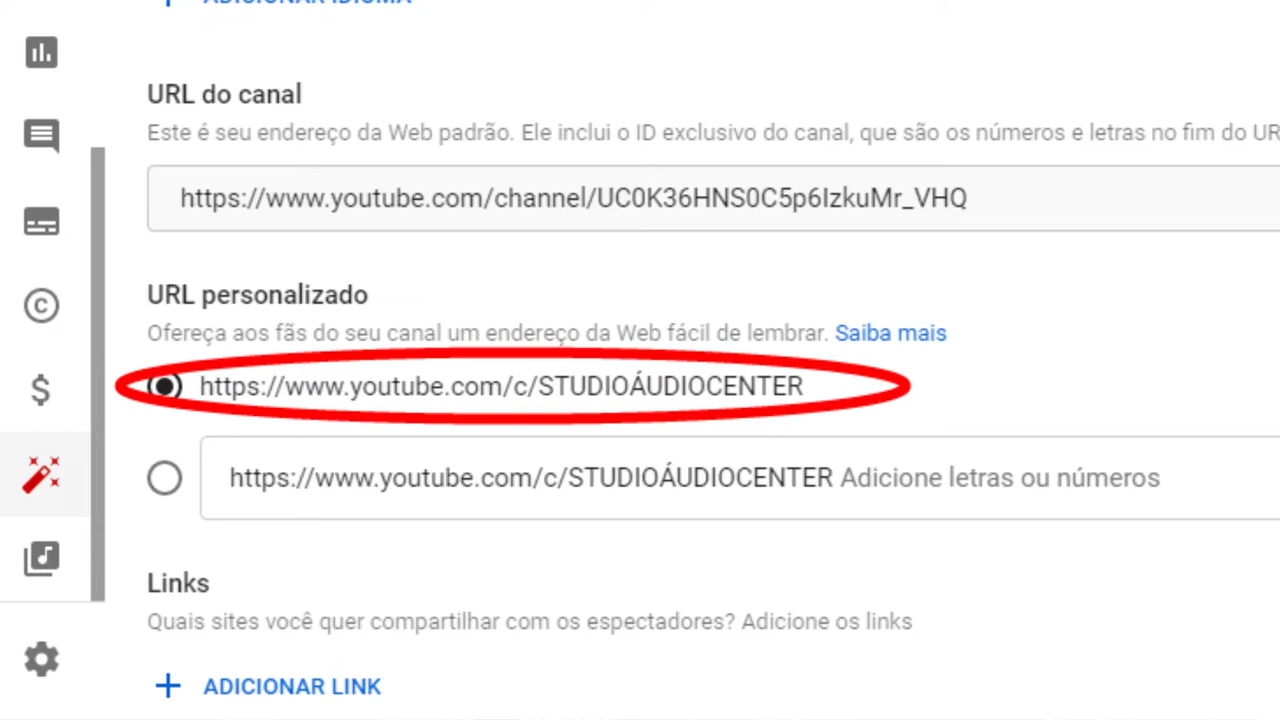 ADICIONAR IDIOMA
URL do canal
Este é seu endereço da Web padrão. Ele inclui o ID exclusivo do canal, que são os números e letras no fim do UR
https://www.youtube.com/channel/UC0K36HNS0C5p6IzkuMr_VHQ
URL personalizado
Ofereça aos fãs do seu canal um endereço da Web fácil de lembrar. Saiba mais
https://www.youtube.com/c/STUDIOÁUDIOCENTER
https://www.youtube.com/c/STUDIOÁUDIOCENTER Adicione letras ou números
Links
Quais sites você quer compartilhar com os espectadores? Adicione os links
ADICIONAR LINK